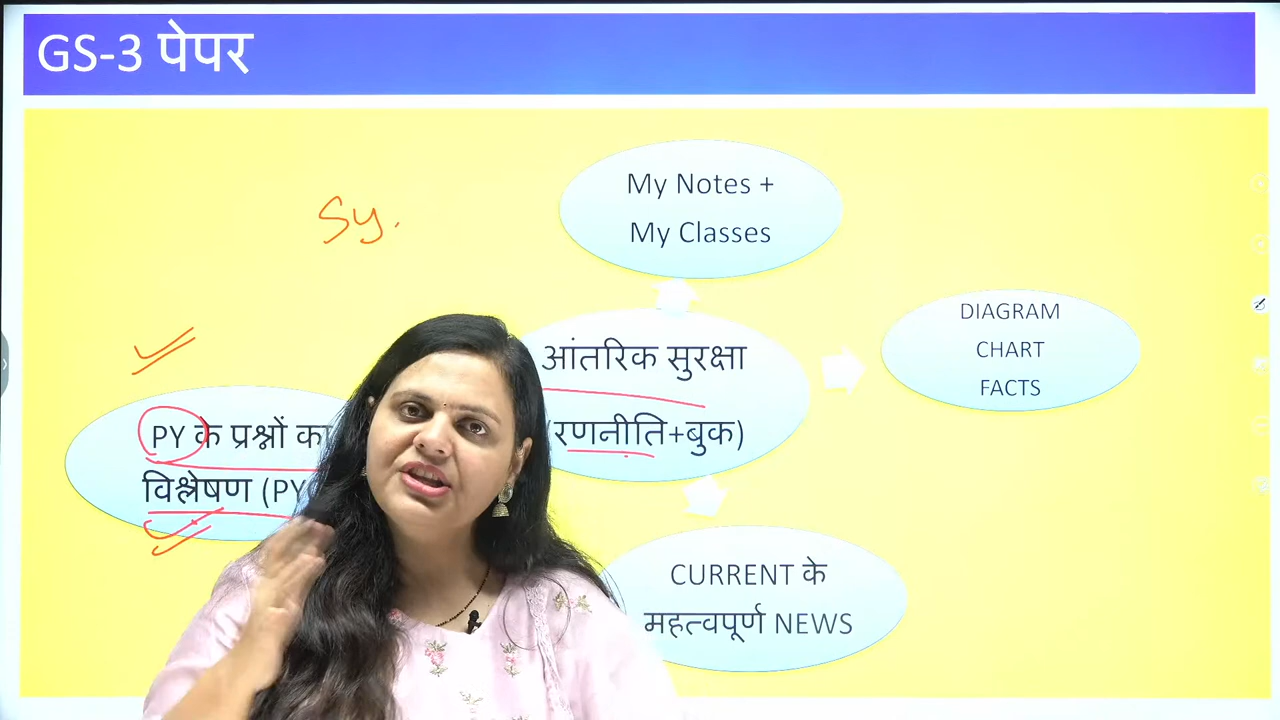 GS-3 पेपर
Sy.
My Notes +
My Classes
DIAGRAM
CHART
FACTS
आंतरिक सुरक्षा
(रणनीति+बुक)
PY के प्रश्नों का
विश्लेषण (PY
CURRENT के
महत्वपूर्ण NEWS